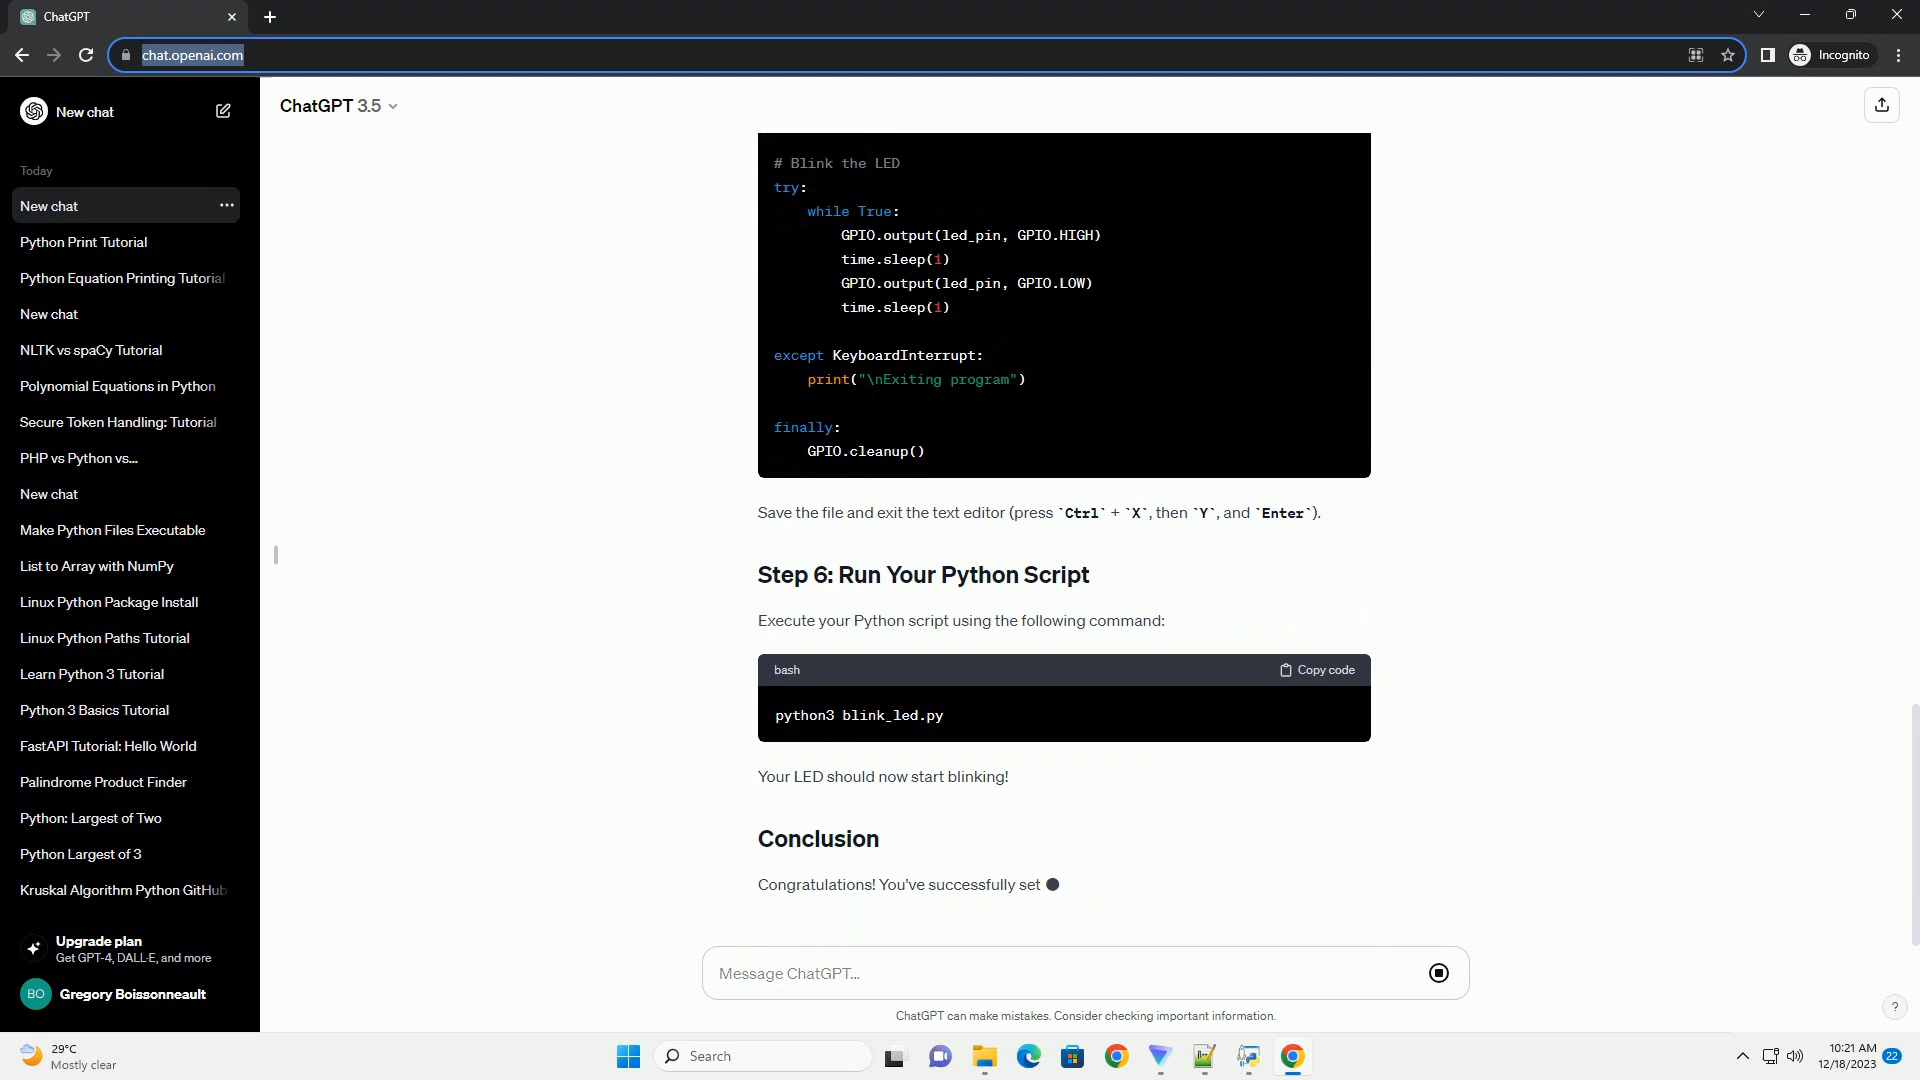 ChatGPT
chat.openai.com
Incognito
New chat
Today
New chat
Python Print Tutorial
Python Equation Printing Tutorial
New chat
NLTK vs spaCy Tutorial
Polynomial Equations in Python
Secure Token Handling: Tutorial
PHP vs Python vs...
New chat
Make Python Files Executable
List to Array with NumPy
Linux Python Package Install
Linux Python Paths Tutorial
Learn Python 3 Tutorial
Python 3 Basics Tutorial
FastAPI Tutorial: Hello World
Palindrome Product Finder
Python: Largest of Two
Python Largest of 3
Kruskal Algorithm Python GitHub
Upgrade plan
Get GPT-4, DALL·E, and more
BO Gregory Boissonneault
ChatGPT 3.5
# Blink the LED
try:
    while True:
        GPIO.output(led_pin, GPIO.HIGH)
        time.sleep(1)
        GPIO.output(led_pin, GPIO.LOW)
        time.sleep(1)
except KeyboardInterrupt:
    print("\nExiting program")
finally:
    GPIO.cleanup()
Save the file and exit the text editor (press `Ctrl` + `X`, then `Y`, and `Enter`).
Step 6: Run Your Python Script
Execute your Python script using the following command:
bash Copy code
python3 blink_led.py
Your LED should now start blinking!
Conclusion
Congratulations! You've successfully set
Message ChatGPT...
ChatGPT can make mistakes. Consider checking important information.
?
29°C
Mostly clear
Search
10:21 AM
12/18/2023
22